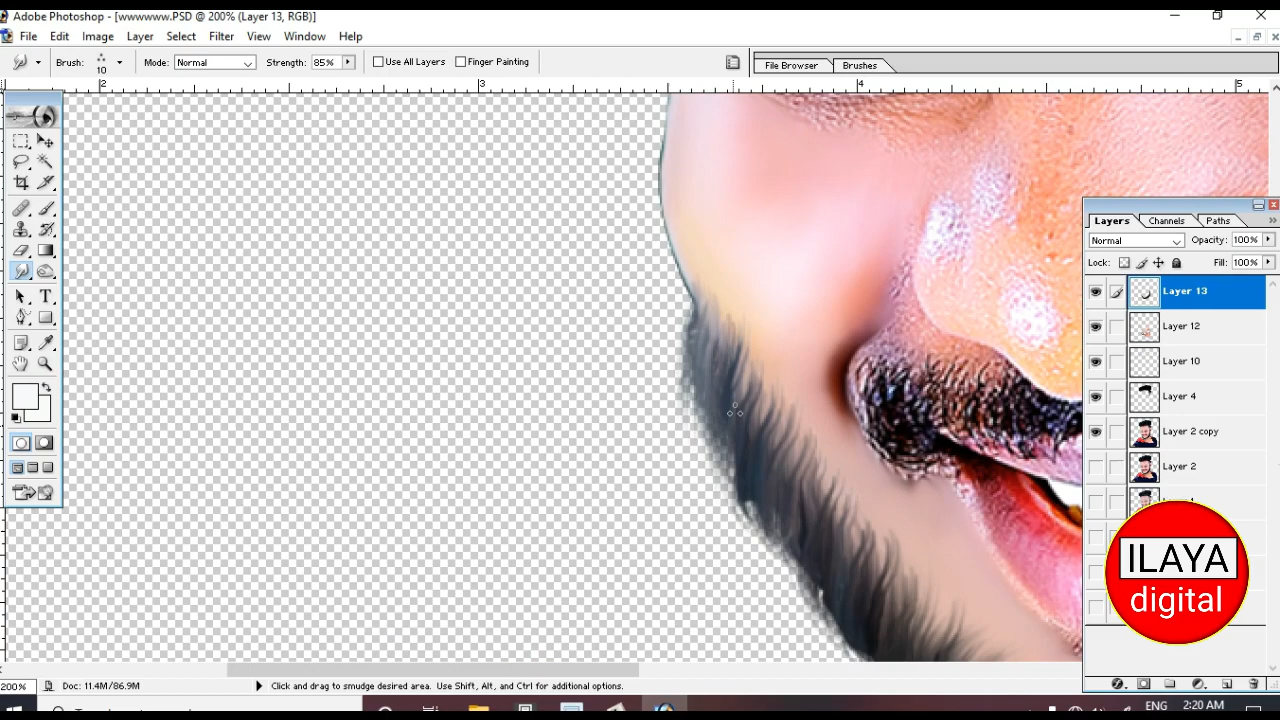 Adobe Photoshop - [wwwwww.PSD @ 200% (Layer 13, RGB)]
File Edit Image Layer Select Filter View Window Help
Brush: 10 Mode: Normal Strength: 85% Use All Layers Finger Painting File Browser Brushes
2 3 4 5
Layers Channels Paths
Normal Opacity: 100%
Lock: Fill: 100%
Layer 13
Layer 12
Layer 10
Layer 4
Layer 2 copy
Layer 2
ILAYA
digital
200% Doc: 11.4M/86.9M Click and drag to smudge desired area. Use Shift, Alt, and Ctrl for additional options.
ENG 2:20 AM